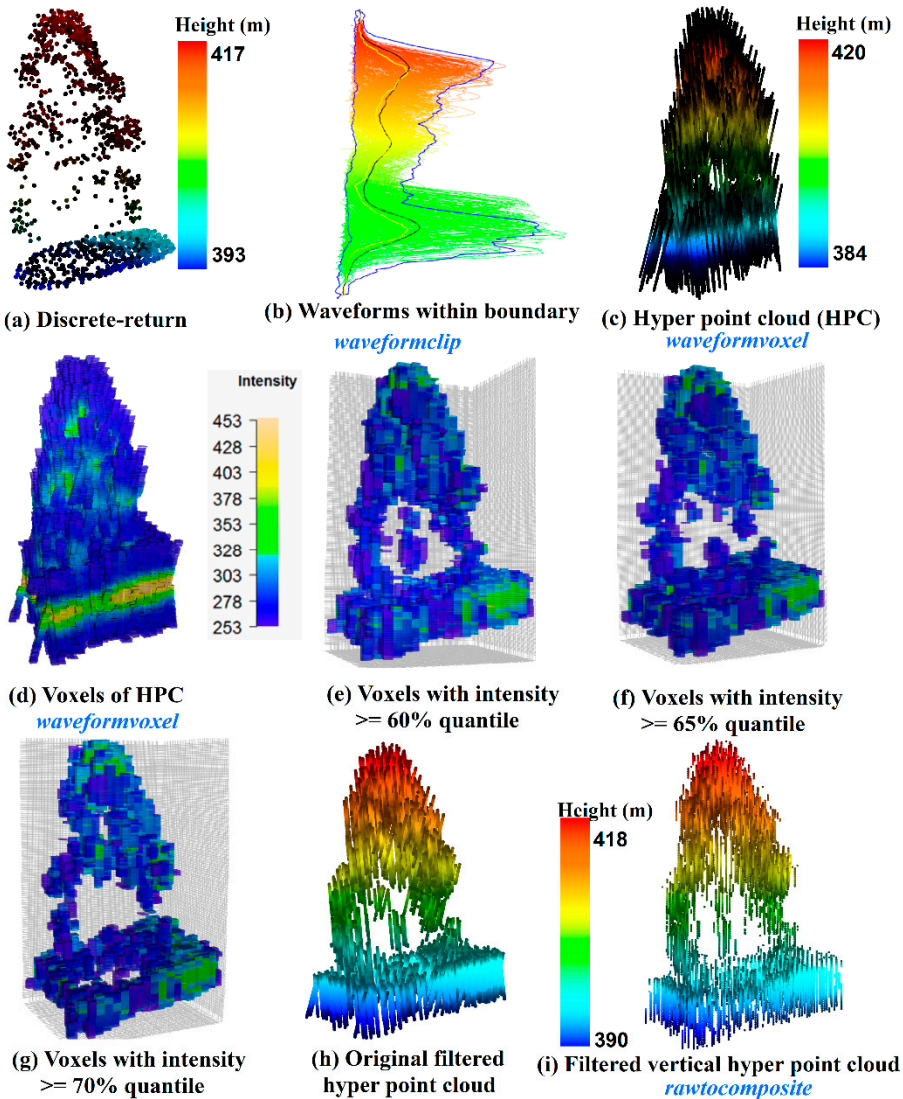 Height (m)
417
393
(a) Discrete-return
(b) Waveforms within boundary
waveformclip
Height (m)
420
384
(c) Hyper point cloud (HPC)
waveformvoxel
Intensity
453
428
403
378
353
328
303
278
253
(d) Voxels of HPC
waveformvoxel
(e) Voxels with intensity
>= 60% quantile
(f) Voxels with intensity
>= 65% quantile
(g) Voxels with intensity
>= 70% quantile
(h) Original filtered
hyper point cloud
Height (m)
418
390
(i) Filtered vertical hyper point cloud
rawtocomposite